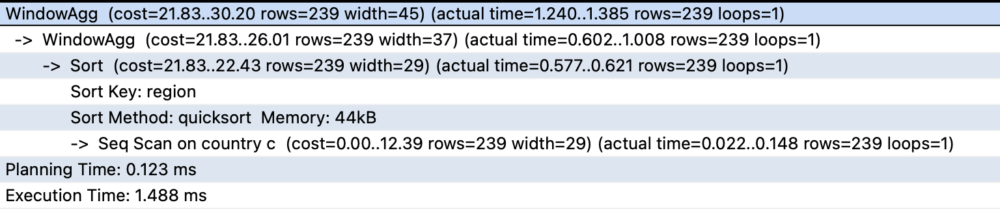 WindowAgg  (cost=21.83..30.20 rows=239 width=45) (actual time=1.240..1.385 rows=239 loops=1)
->  WindowAgg  (cost=21.83..26.01 rows=239 width=37) (actual time=0.602..1.008 rows=239 loops=1)
->  Sort  (cost=21.83..22.43 rows=239 width=29) (actual time=0.577..0.621 rows=239 loops=1)
Sort Key: region
Sort Method: quicksort  Memory: 44kB
->  Seq Scan on country c  (cost=0.00..12.39 rows=239 width=29) (actual time=0.022..0.148 rows=239 loops=1)
Planning Time: 0.123 ms
Execution Time: 1.488 ms